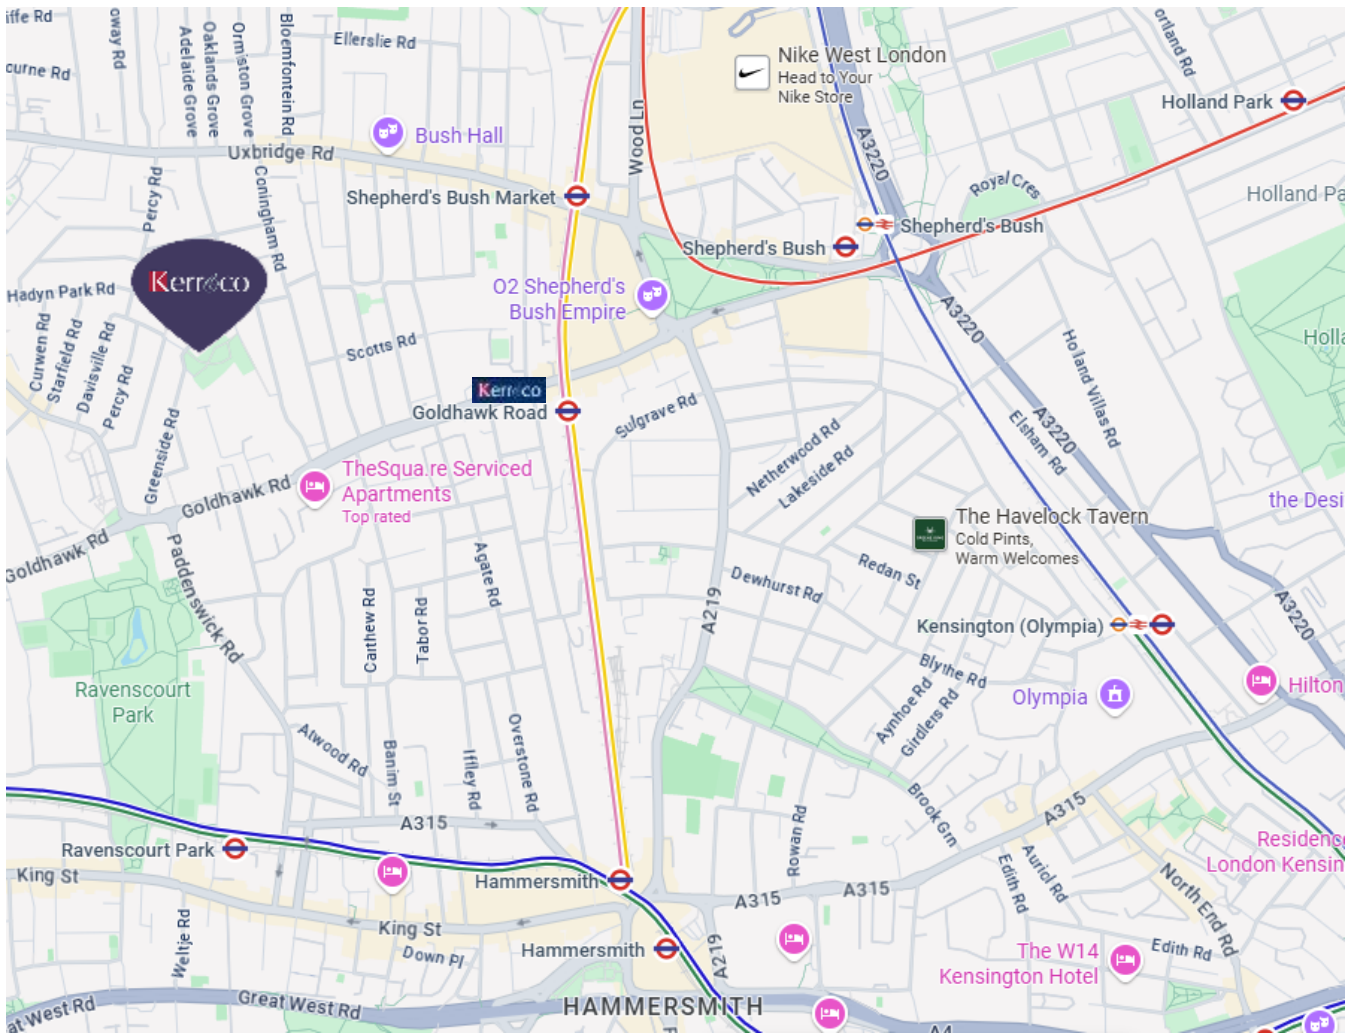 iffe Rd
oway Rd
Adelaide Grove
Oaklands Grove
Ormiston Grove
Bloemfontein Rd
Ellerslie Rd
ourne Rd
Nike West London
Head to Your
Nike Store
ortland Rd
Holland Park
Bush Hall
Uxbridge Rd
Wood Ln
A3220
Percy Rd
Coningham Rd
Shepherd's Bush Market
Royal Cres
Holland Pa
Shepherd's Bush
Shepherd's Bush
Kerr&co
Hadyn Park Rd
O2 Shepherd's
Bush Empire
A3220
Curwen Rd
Starfield Rd
Davisville Rd
Percy Rd
Scotts Rd
Holland Villas Rd
Holla
Kerr&co
Goldhawk Road
Sulgrave Rd
A3220
Elsham Rd
Greenside Rd
Netherwood Rd
Lakeside Rd
TheSqua.re Serviced
Apartments
Top rated
Goldhawk Rd
the Desi
The Havelock Tavern
Cold Pints,
Warm Welcomes
Goldhawk Rd
Paddenswick Rd
Agate Rd
Redan St
Dewhurst Rd
Cathew Rd
Tabor Rd
A219
A3220
Kensington (Olympia)
Blythe Rd
Ravenscourt
Park
Olympia
Hilton
Aynhoe Rd
Girdlers Rd
Atwood Rd
Banim St
Iffley Rd
Overstone Rd
Brook Grn
A315
A315
Rowan Rd
Ravenscourt Park
Residenc
London Kensin
King St
Hammersmith
A315
A315
Edith Rd
Auriol Rd
North End Rd
King St
Weltje Rd
Down Pl
Hammersmith
A219
Edith Rd
The W14
Kensington Hotel
at West Rd
Great West Rd
HAMMERSMITH
A4